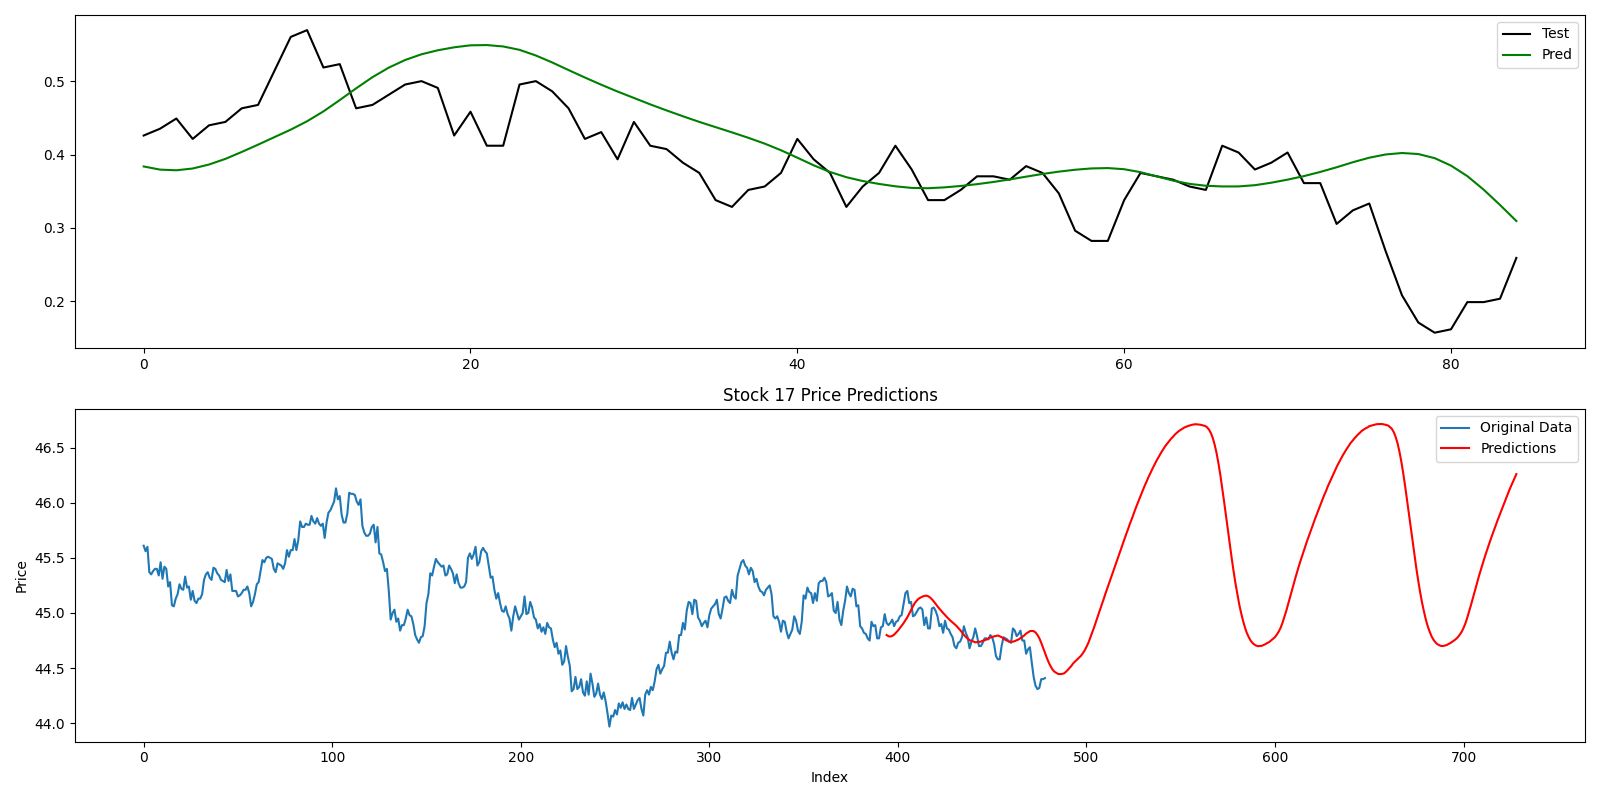 0.5
0.4
0.3
0.2
Test
Pred
0 20 40 60 80
Stock 17 Price Predictions
Price
46.5
46.0
45.5
45.0
44.5
44.0
Original Data
Predictions
0 100 200 300 400 500 600 700
Index